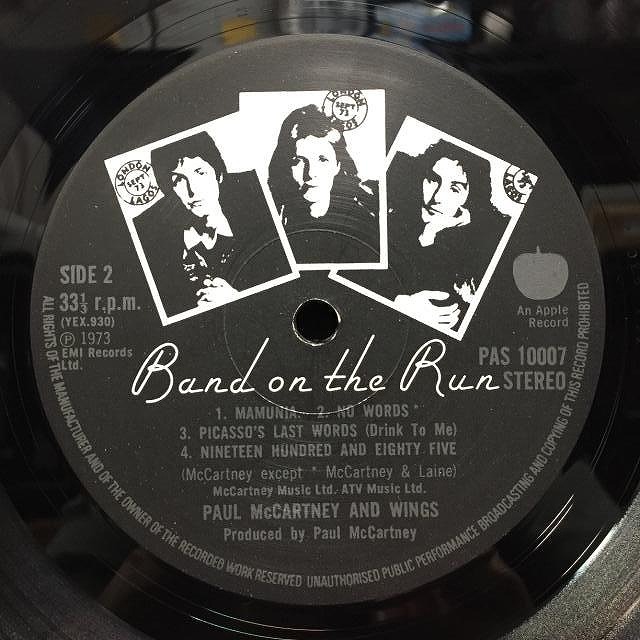 LONDON
SEPT
73
LAGOS
LONDON
SEPT
73
LAGOS
SIDE 2
33⅓ r.p.m.
(YEX.930)
℗ 1973
EMI Records
Ltd.
An Apple
Record
PAS 10007
STEREO
Band on the Run
1. MAMUNIA 2. NO WORDS *
3. PICASSO'S LAST WORDS (Drink To Me)
4. NINETEEN HUNDRED AND EIGHTY FIVE
(McCartney except * McCartney & Laine)
McCartney Music Ltd. ATV Music Ltd.
PAUL McCARTNEY AND WINGS
Produced by Paul McCartney
ALL RIGHTS OF THE MANUFACTURER AND OF THE OWNER OF THE RECORDED WORK RESERVED UNAUTHORISED PUBLIC PERFORMANCE BROADCASTING AND COPYING OF THIS RECORD PROHIBITED